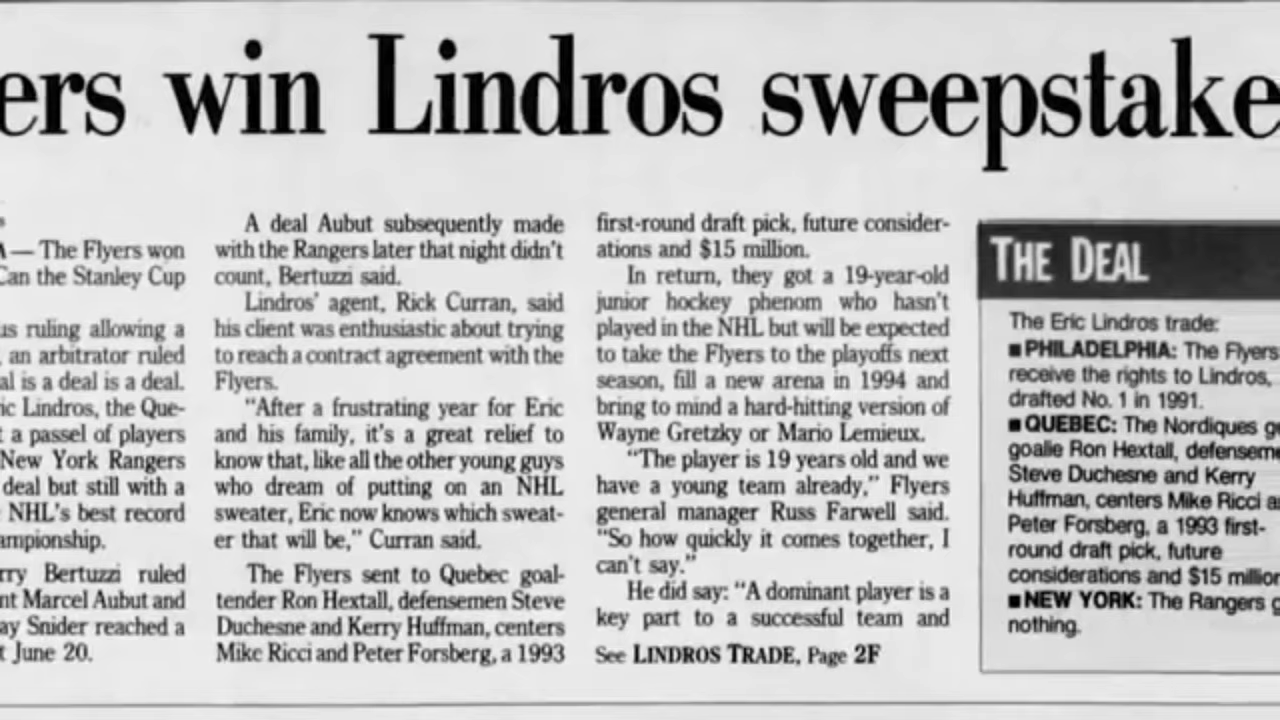 ers win Lindros sweepstake
A — The Flyers won
Can the Stanley Cup
us ruling allowing a
, an arbitrator ruled
al is a deal is a deal.
ic Lindros, the Que-
t a passel of players
New York Rangers
deal but still with a
NHL's best record
ampionship.
rry Bertuzzi ruled
nt Marcel Aubut and
ay Snider reached a
t June 20.
A deal Aubut subsequently made
with the Rangers later that night didn't
count, Bertuzzi said.
Lindros' agent, Rick Curran, said
his client was enthusiastic about trying
to reach a contract agreement with the
Flyers.
"After a frustrating year for Eric
and his family, it's a great relief to
know that, like all the other young guys
who dream of putting on an NHL
sweater, Eric now knows which sweat-
er that will be," Curran said.
The Flyers sent to Quebec goal-
tender Ron Hextall, defensemen Steve
Duchesne and Kerry Huffman, centers
Mike Ricci and Peter Forsberg, a 1993
first-round draft pick, future consider-
ations and $15 million.
In return, they got a 19-year-old
junior hockey phenom who hasn't
played in the NHL but will be expected
to take the Flyers to the playoffs next
season, fill a new arena in 1994 and
bring to mind a hard-hitting version of
Wayne Gretzky or Mario Lemieux.
"The player is 19 years old and we
have a young team already," Flyers
general manager Russ Farwell said.
"So how quickly it comes together, I
can't say."
He did say: "A dominant player is a
key part to a successful team and
See LINDROS TRADE, Page 2F
THE DEAL
The Eric Lindros trade:
■ PHILADELPHIA: The Flyers
receive the rights to Lindros,
drafted No. 1 in 1991.
■ QUEBEC: The Nordiques ge
goalie Ron Hextall, defenseme
Steve Duchesne and Kerry
Huffman, centers Mike Ricci a
Peter Forsberg, a 1993 first-
round draft pick, future
considerations and $15 million
■ NEW YORK: The Rangers g
nothing.